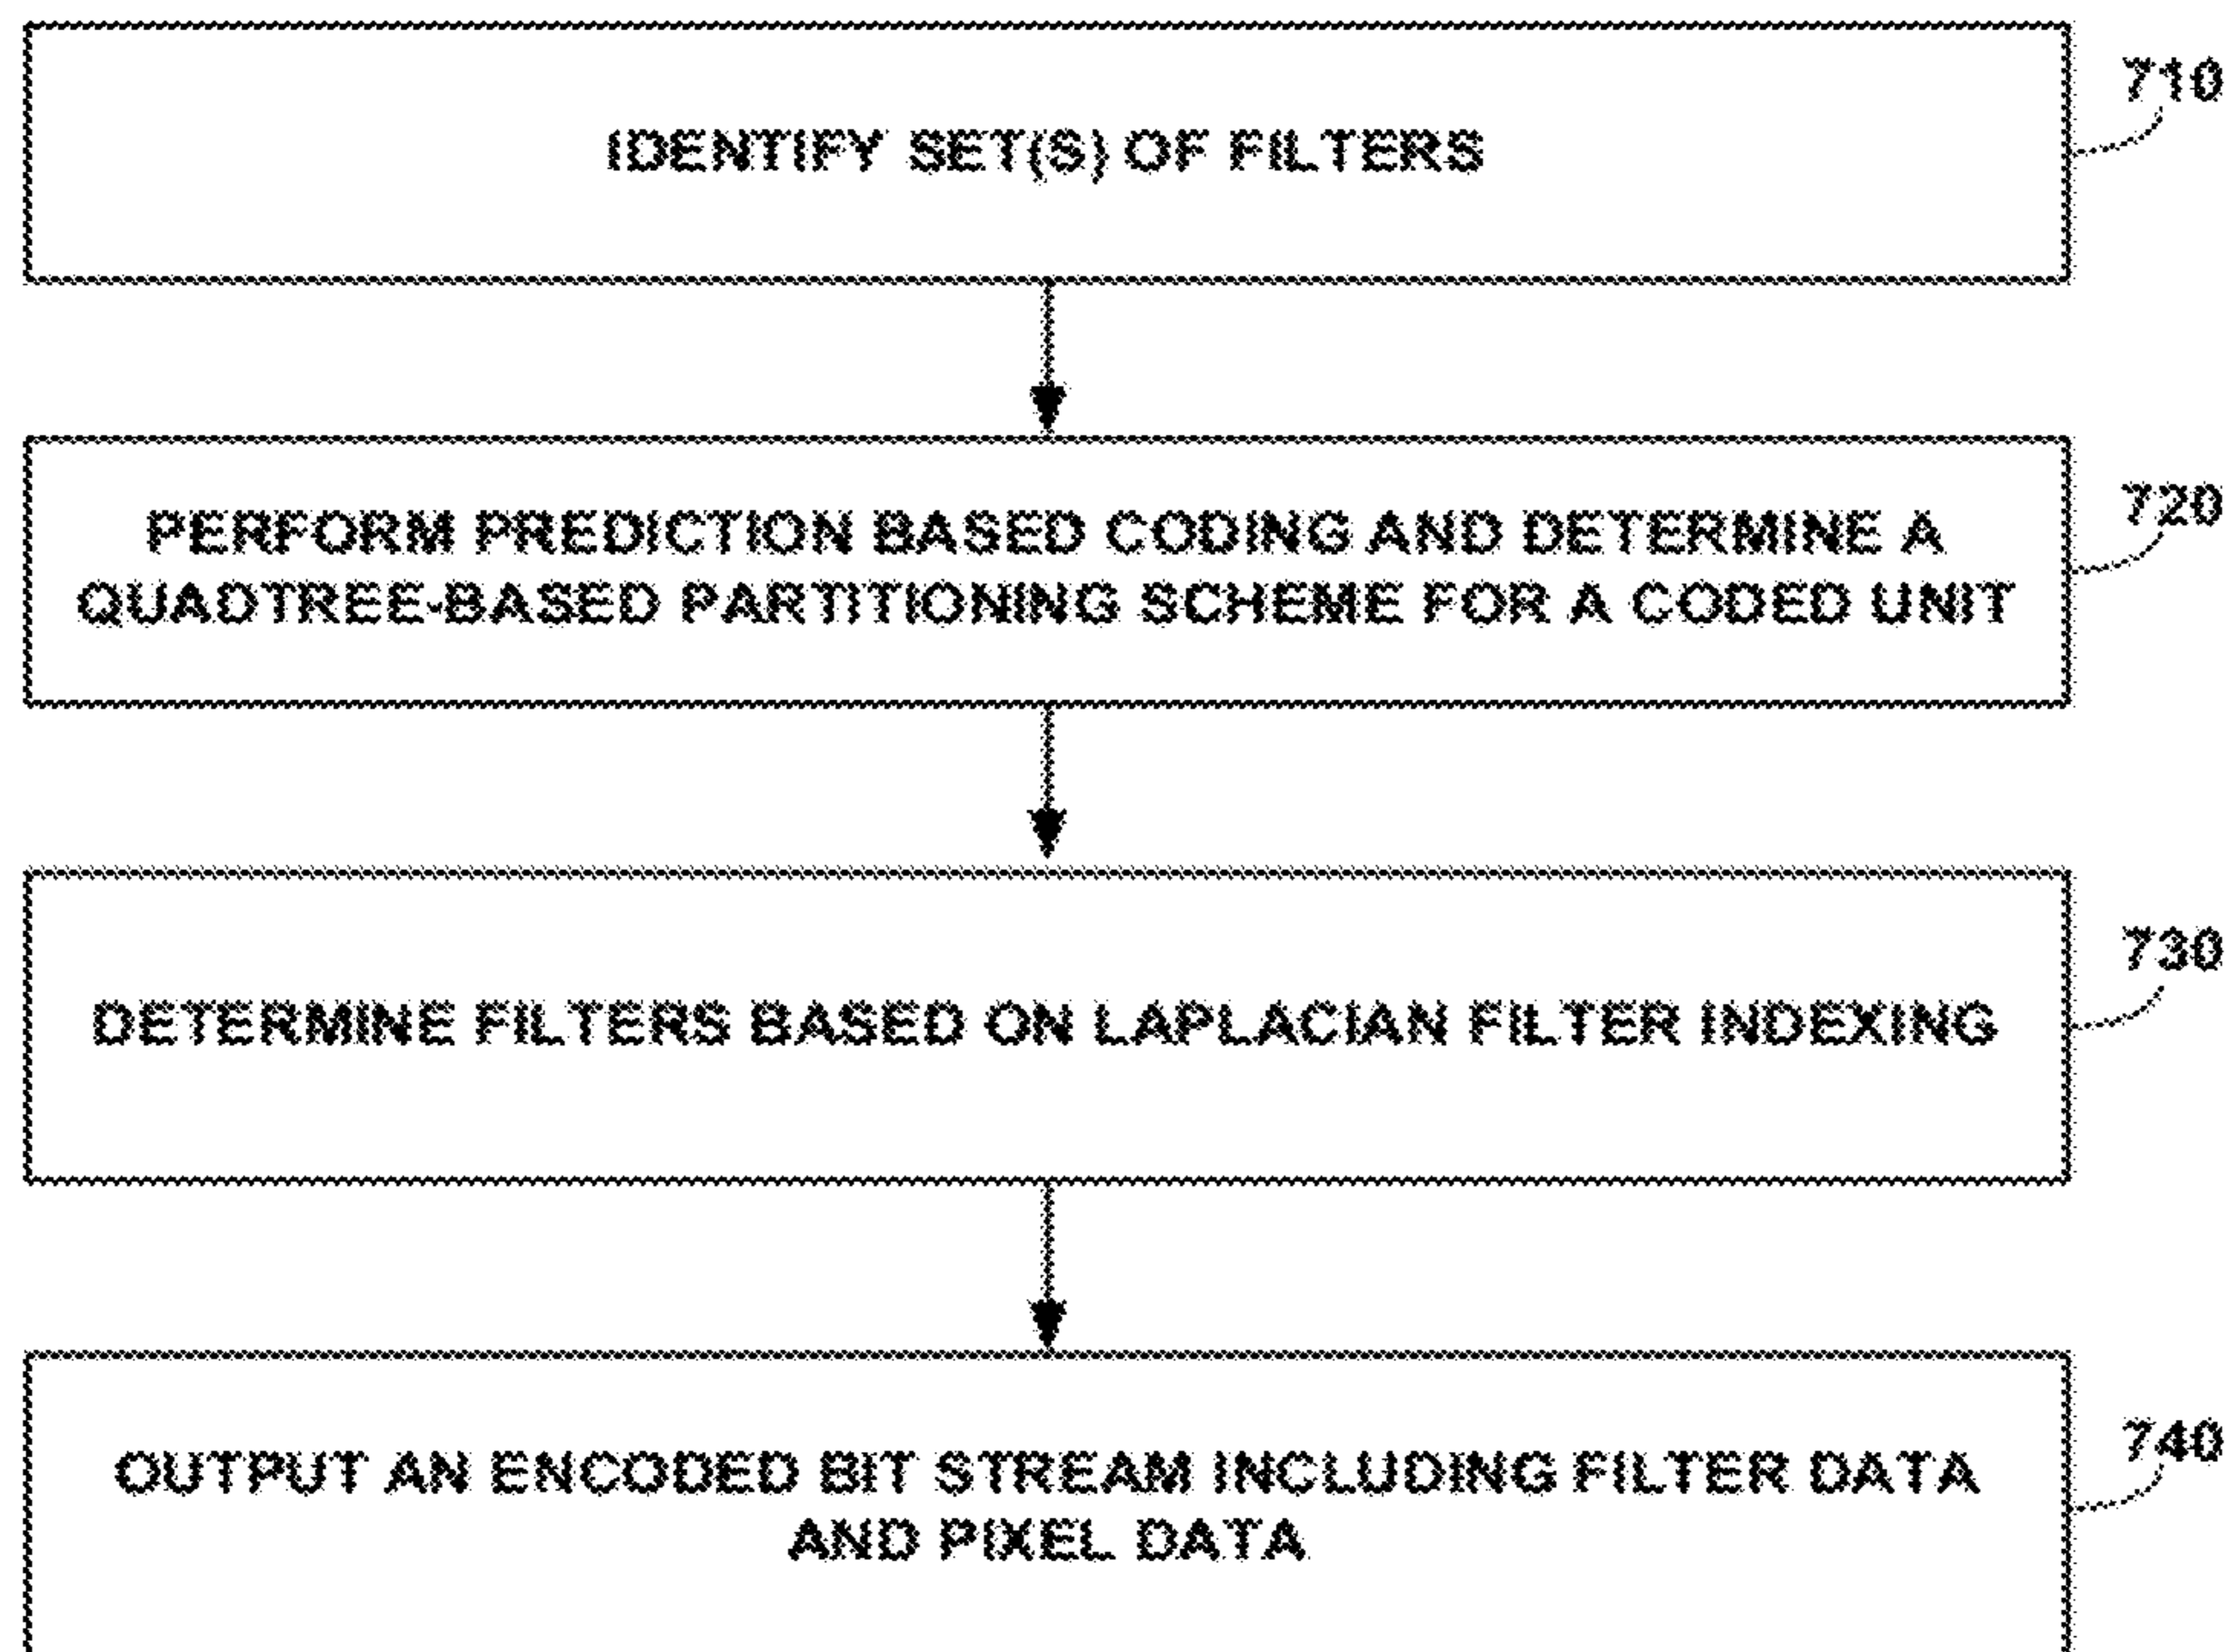 710
IDENTIFY SET(S) OF FILTERS
720
PERFORM PREDICTION BASED CODING AND DETERMINE A
QUADTREE-BASED PARTITIONING SCHEME FOR A CODED UNIT
730
DETERMINE FILTERS BASED ON LAPLACIAN FILTER INDEXING
740
OUTPUT AN ENCODED BIT STREAM INCLUDING FILTER DATA
AND PIXEL DATA